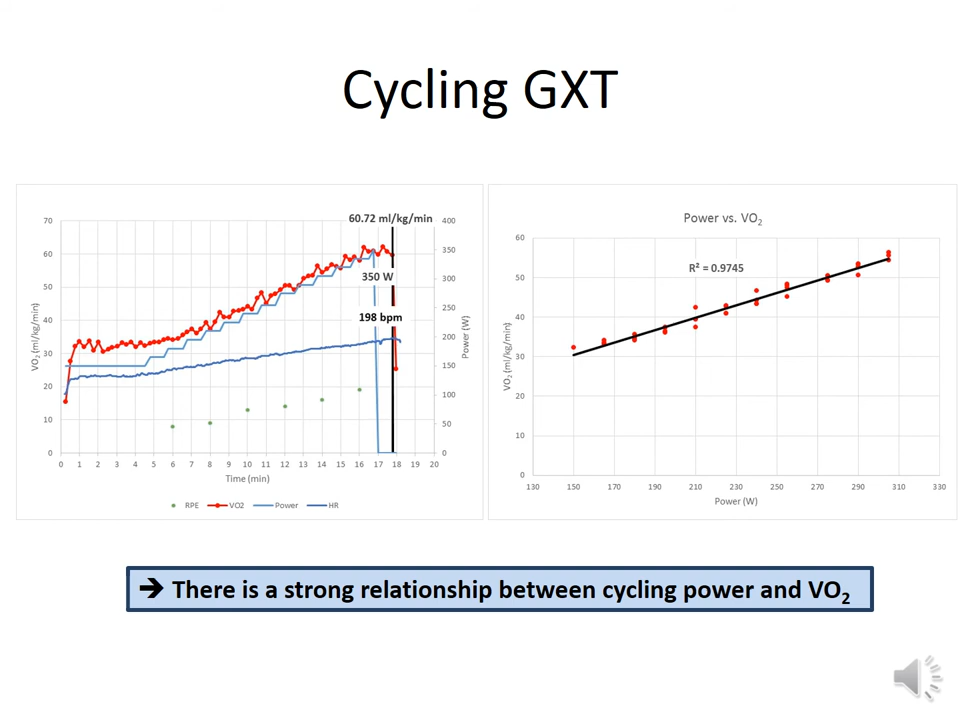 Cycling GXT
60.72 ml/kg/min
350 W
198 bpm
70
60
50
40
30
20
10
0
VO2 (ml/kg/min)
400
350
300
250
200
150
100
50
0
Power (W)
0 1 2 3 4 5 6 7 8 9 10 11 12 13 14 15 16 17 18 19 20
Time (min)
RPE VO2 Power HR
Power vs. VO2
R² = 0.9745
60
50
40
30
20
10
0
VO2 (ml/kg/min)
130 150 170 190 210 230 250 270 290 310 330
Power (W)
➔ There is a strong relationship between cycling power and VO2